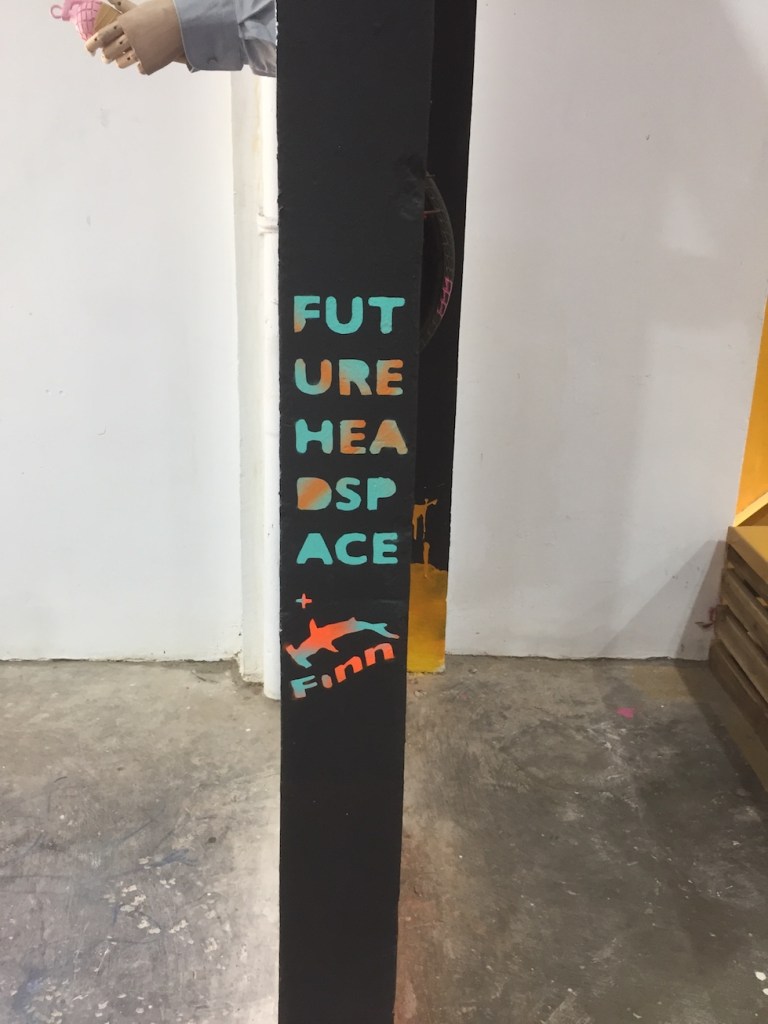 FUT
URE
HEA
DSP
ACE
+
Finn